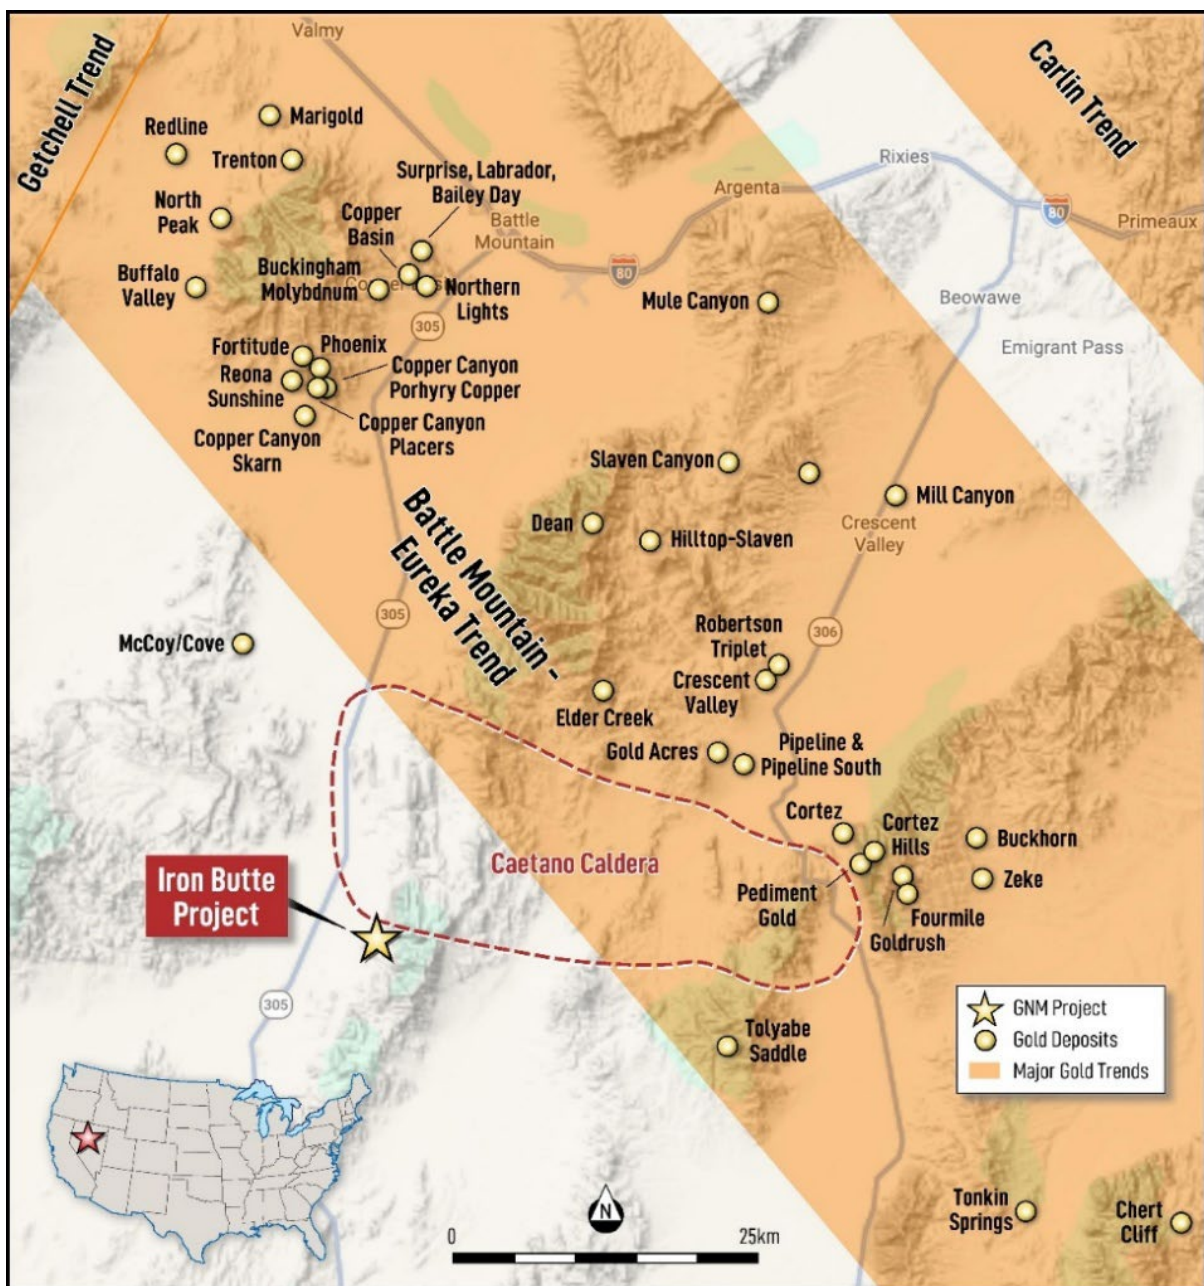 Valmy
Getchell Trend
Carlin Trend
Marigold
Redline
Trenton
Rixies
Surprise, Labrador,
Bailey Day
Argenta
North
Peak
Copper
Basin
Battle
Mountain
80
Primeaux
Buffalo
Valley
Buckingham
Molybdnum
Northern
Lights
80
Mule Canyon
Beowawe
305
Emigrant Pass
Fortitude
Phoenix
Copper Canyon
Porhyry Copper
Reona
Sunshine
Copper Canyon
Placers
Copper Canyon
Skarn
Slaven Canyon
Mill Canyon
Battle Mountain –
Eureka Trend
Dean
Hilltop-Slaven
Crescent
Valley
305
306
McCoy/Cove
Robertson
Triplet
Crescent
Valley
Elder Creek
Gold Acres
Pipeline &
Pipeline South
Cortez
Cortez
Hills
Buckhorn
Caetano Caldera
Iron Butte
Project
Pediment
Gold
Zeke
Fourmile
Goldrush
305
GNM Project
Gold Deposits
Major Gold Trends
Tolyabe
Saddle
N
0
25km
Tonkin
Springs
Chert
Cliff